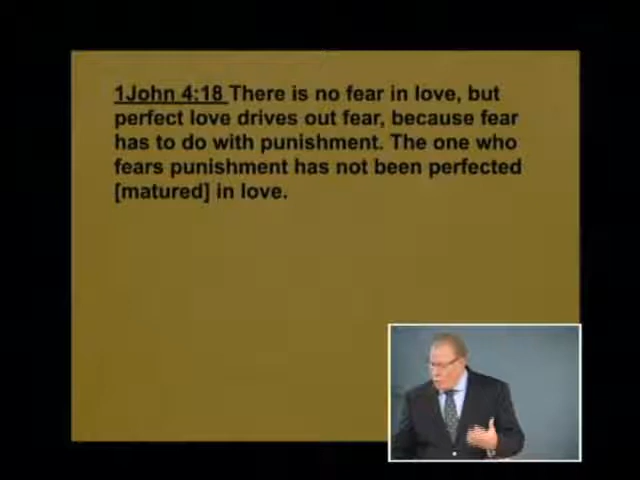 1John 4:18 There is no fear in love, but
perfect love drives out fear, because fear
has to do with punishment. The one who
fears punishment has not been perfected
[matured] in love.